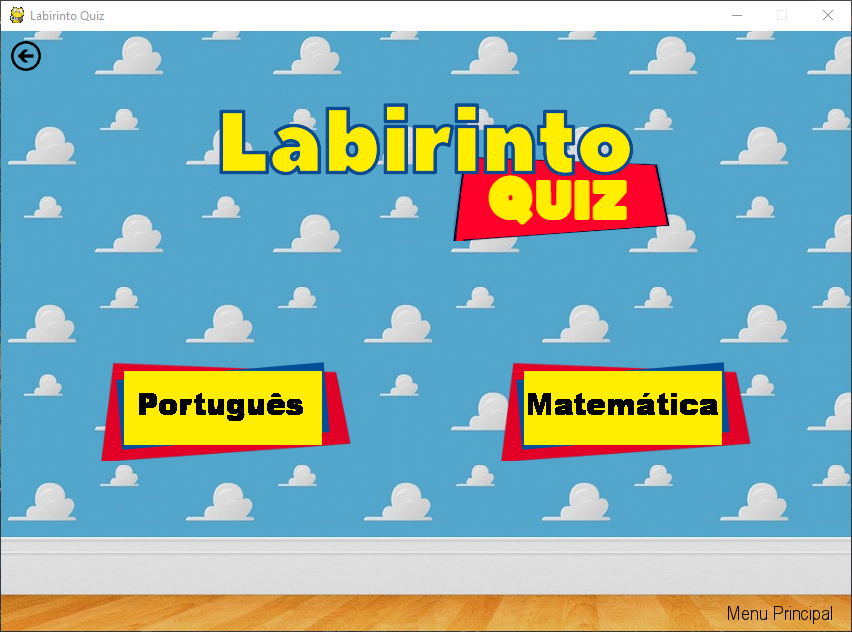 Labirinto Quiz
Labirinto
QUIZ
Português
Matemática
Menu Principal